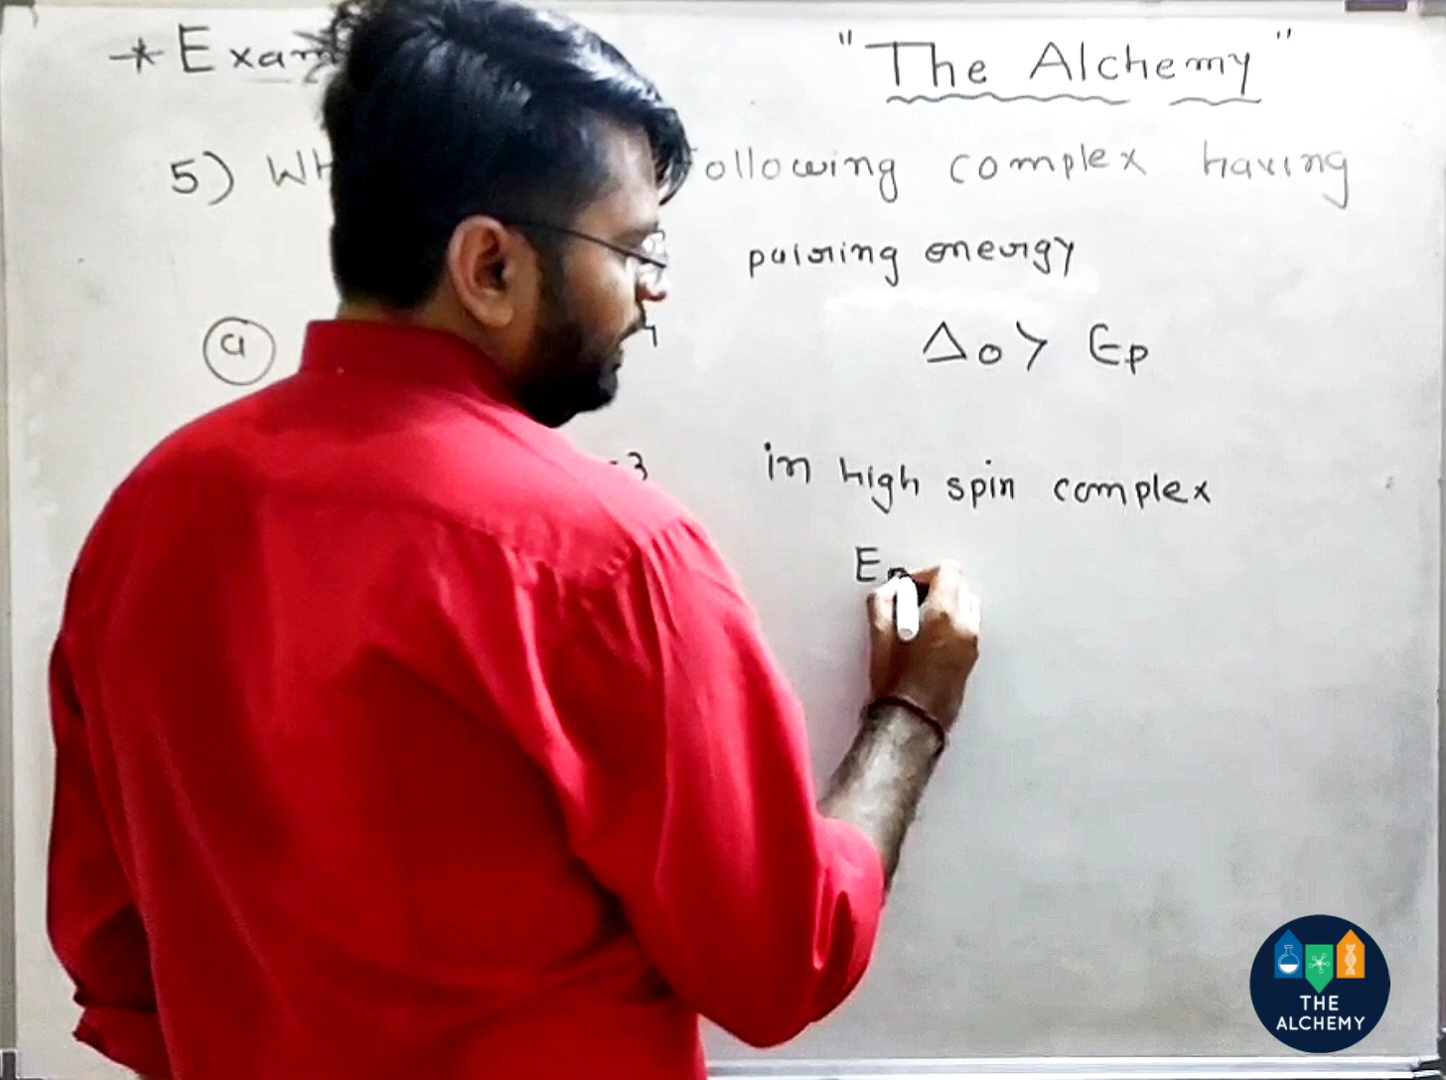 * Exam
"The Alchemy"
5) Wh ollowing complex having
pairing energy
a
Δo > Ep
-3
in high spin complex
Ep
THE
ALCHEMY